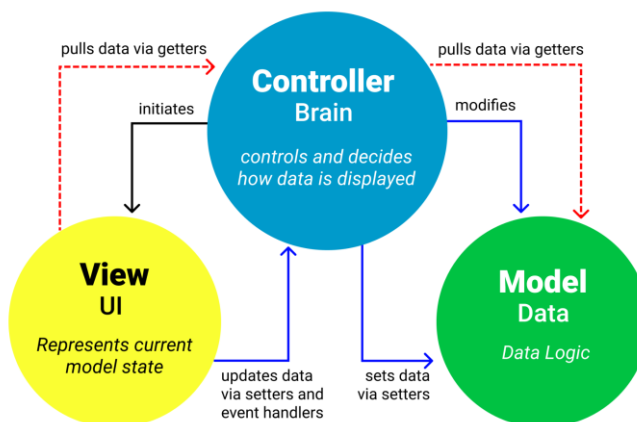 pulls data via getters
pulls data via getters
Controller
Brain
initiates
modifies
controls and decides
how data is displayed
View
UI
Represents current
model state
Model
Data
Data Logic
updates data
via setters and
event handlers
sets data
via setters